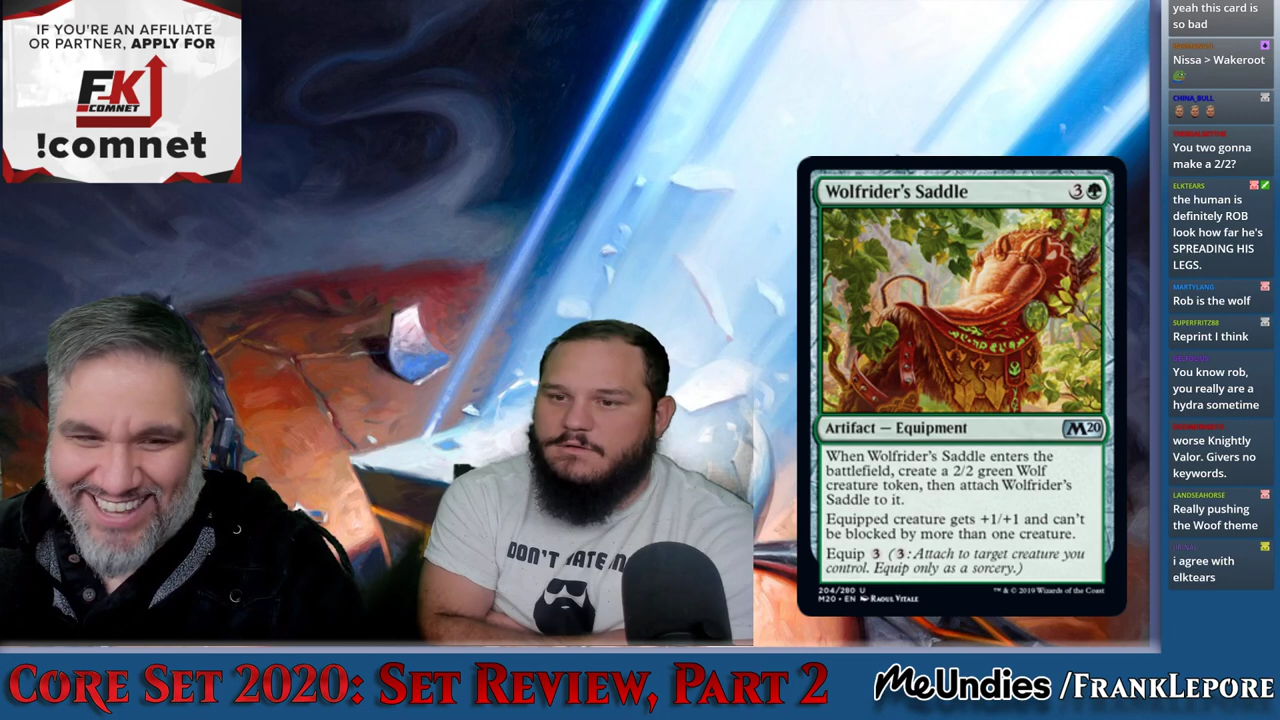 IF YOU'RE AN AFFILIATE
OR PARTNER, APPLY FOR
FK
COMNET
!comnet
DON'T HATE M
Wolfrider's Saddle 3
Artifact — Equipment M20
When Wolfrider's Saddle enters the
battlefield, create a 2/2 green Wolf
creature token, then attach Wolfrider's
Saddle to it.
Equipped creature gets +1/+1 and can't
be blocked by more than one creature.
Equip 3 (3: Attach to target creature you
control. Equip only as a sorcery.)
204/280 U
M20 • EN Raoul Vitale
™ & © 2019 Wizards of the Coast
yeah this card is
so bad
Nissa > Wakeroot
CHINA_BULL
You two gonna
make a 2/2?
ELKTEARS
the human is
definitely ROB
look how far he's
SPREADING HIS
LEGS.
MARTYLANG
Rob is the wolf
SUPERFRITZ88
Reprint I think
You know rob,
you really are a
hydra sometime
worse Knightly
Valor. Givers no
keywords.
LANDSEAHORSE
Really pushing
the Woof theme
i agree with
elktears
Core Set 2020: Set Review, Part 2
MeUndies /FrankLepore